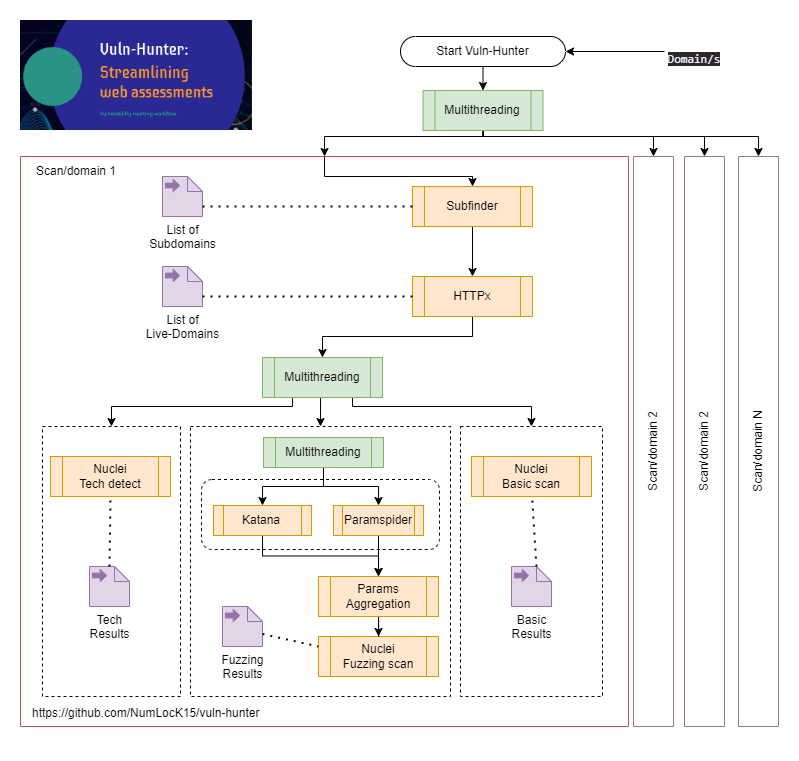 Vuln-Hunter:
Streamlining
web assessments
Vulnerability Hunting workflow
Start Vuln-Hunter
Domain/s
Multithreading
Scan/domain 1
Subfinder
List of
Subdomains
HTTPx
List of
Live-Domains
Multithreading
Nuclei
Tech detect
Tech
Results
Multithreading
Katana
Paramspider
Params
Aggregation
Nuclei
Fuzzing scan
Fuzzing
Results
Nuclei
Basic scan
Basic
Results
https://github.com/NumLocK15/vuln-hunter
Scan/domain 2
Scan/domain 2
Scan/domain N